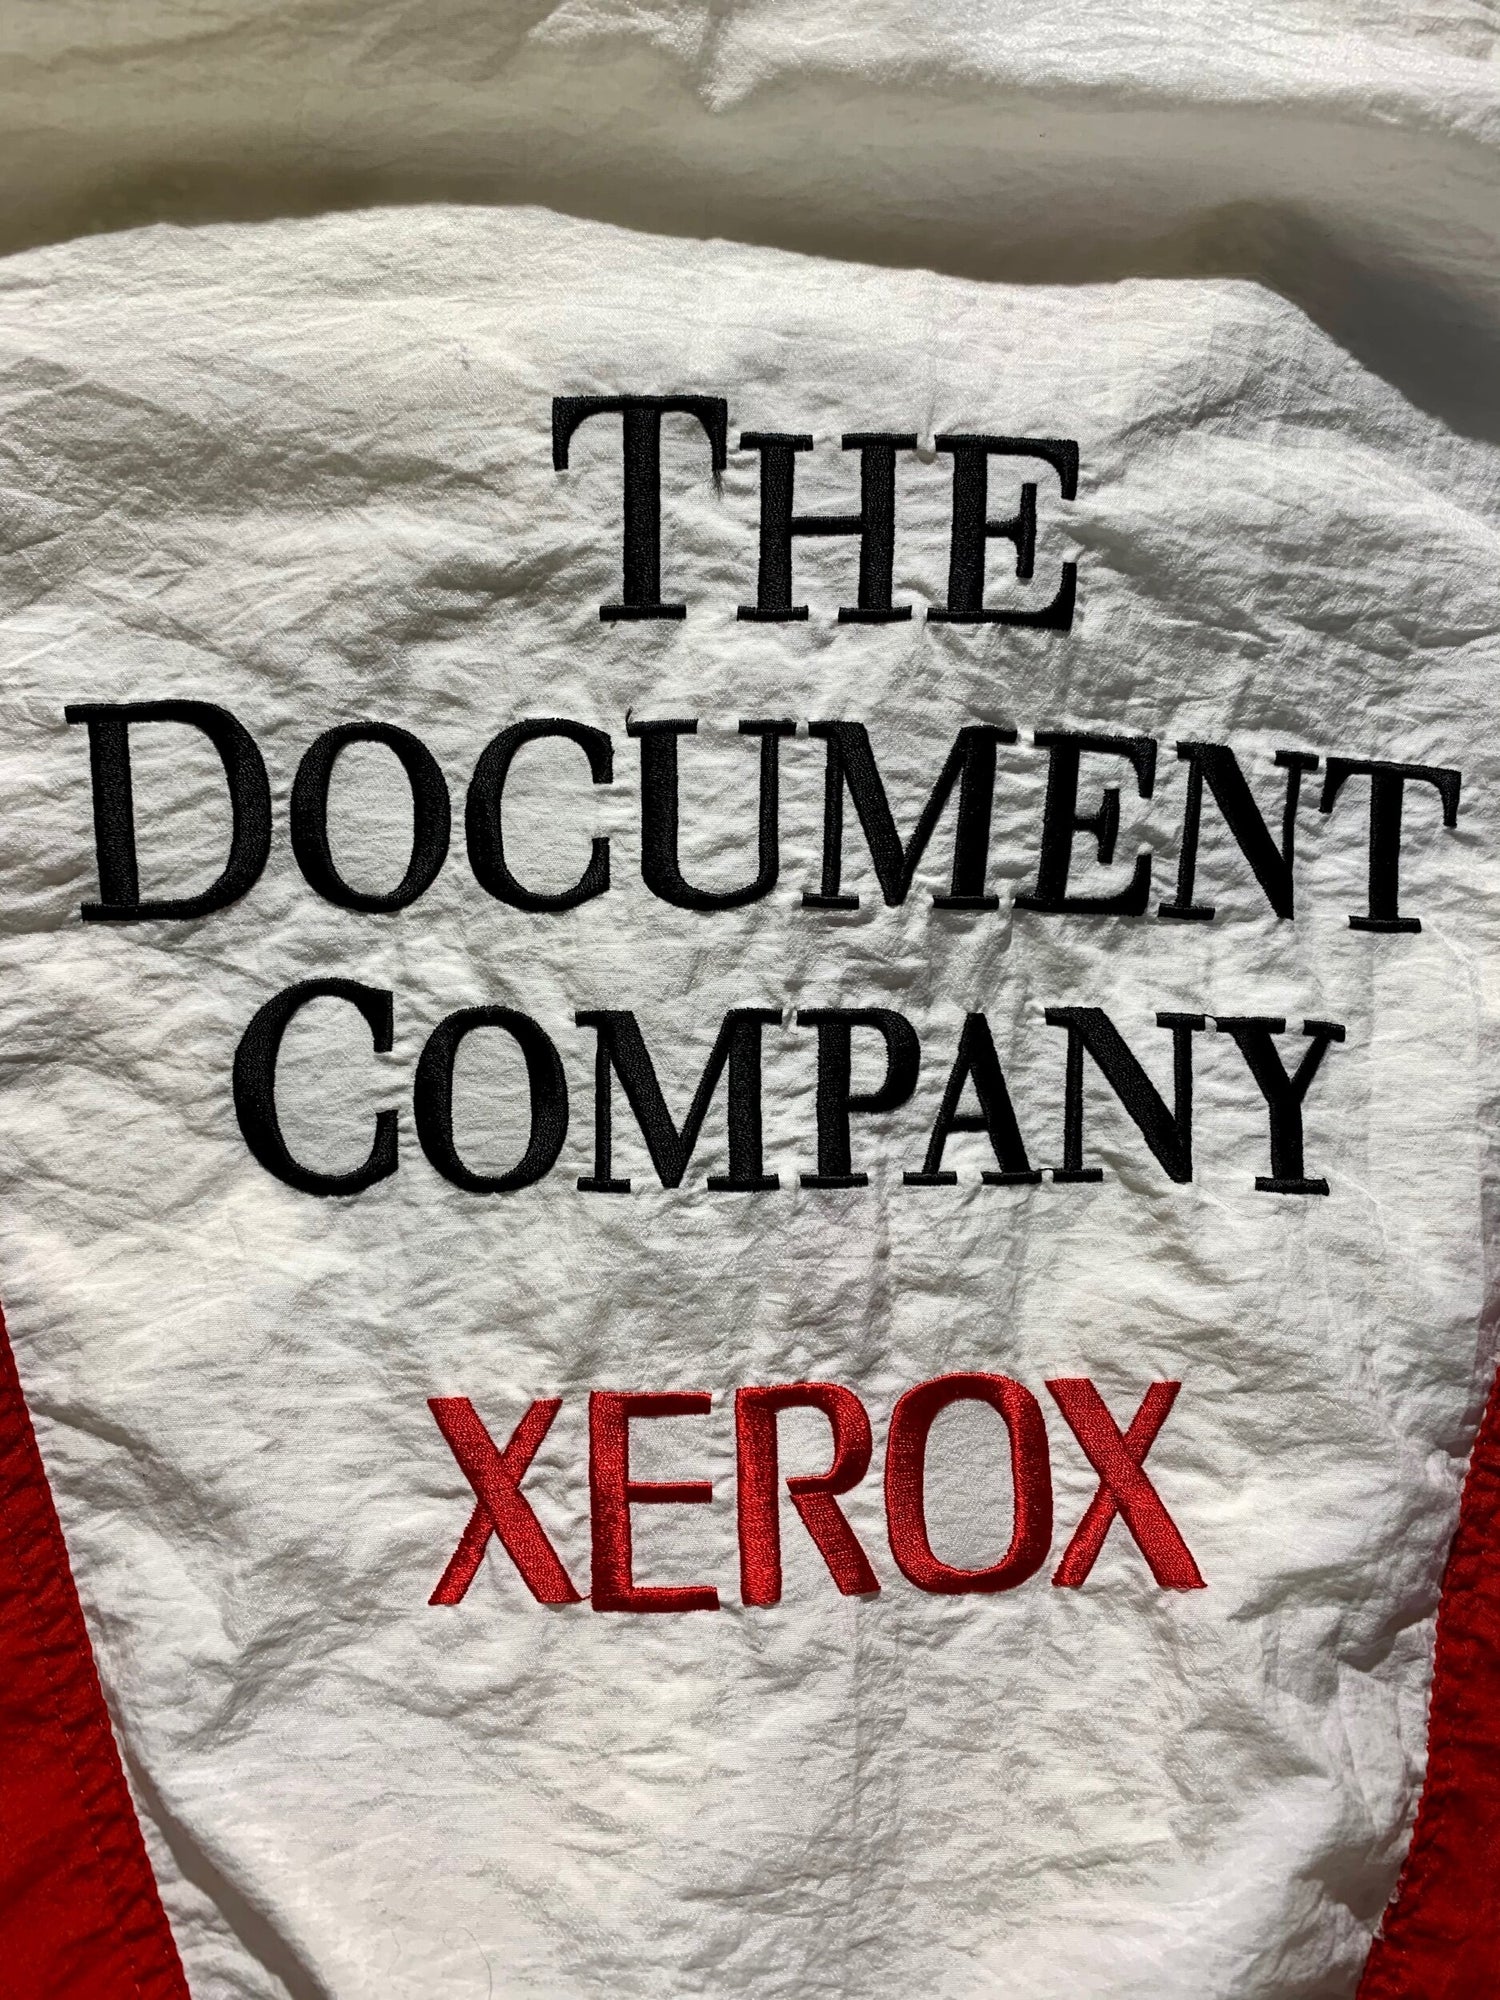 THE
DOCUMENT
COMPANY
XEROX